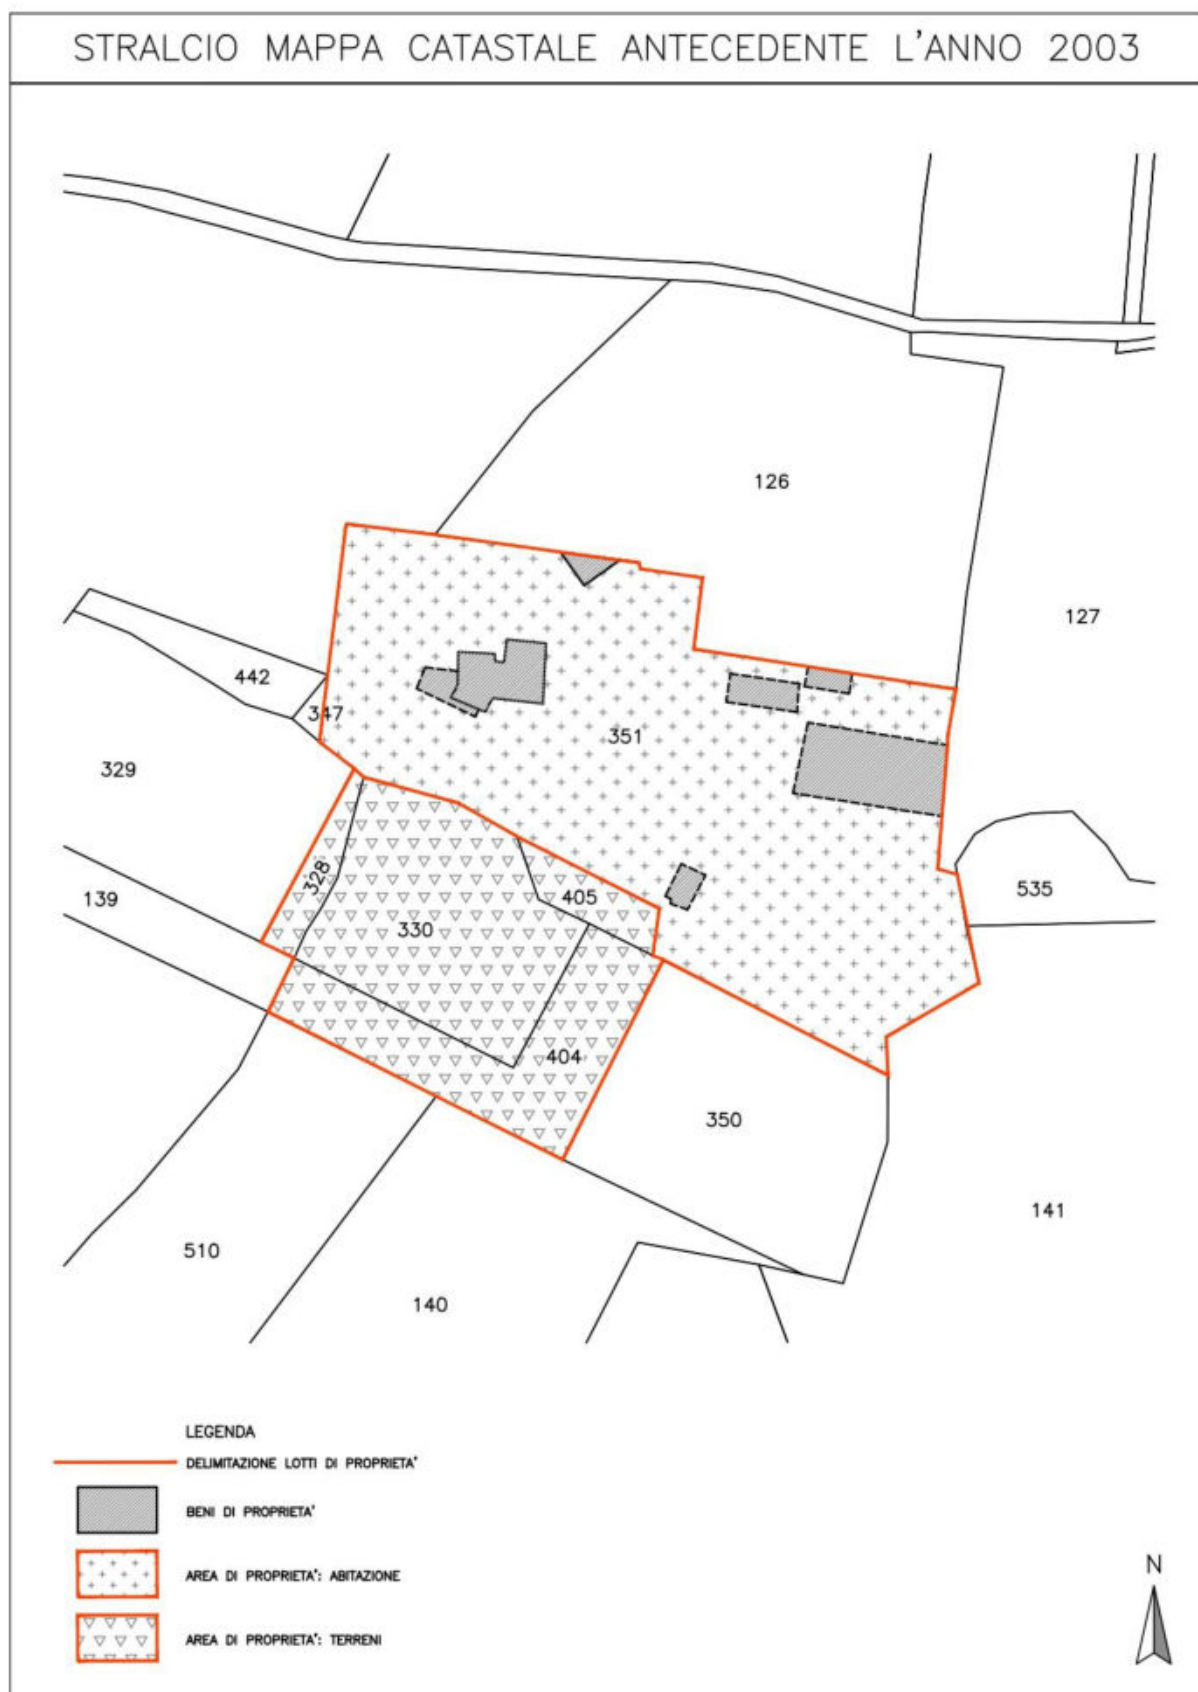 STRALCIO MAPPA CATASTALE ANTECEDENTE L'ANNO 2003
126
127
442
347
351
329
328
405
535
139
330
404
350
141
510
140
LEGENDA
DELIMITAZIONE LOTTI DI PROPRIETA'
BENI DI PROPRIETA'
AREA DI PROPRIETA': ABITAZIONE
N
AREA DI PROPRIETA': TERRENI